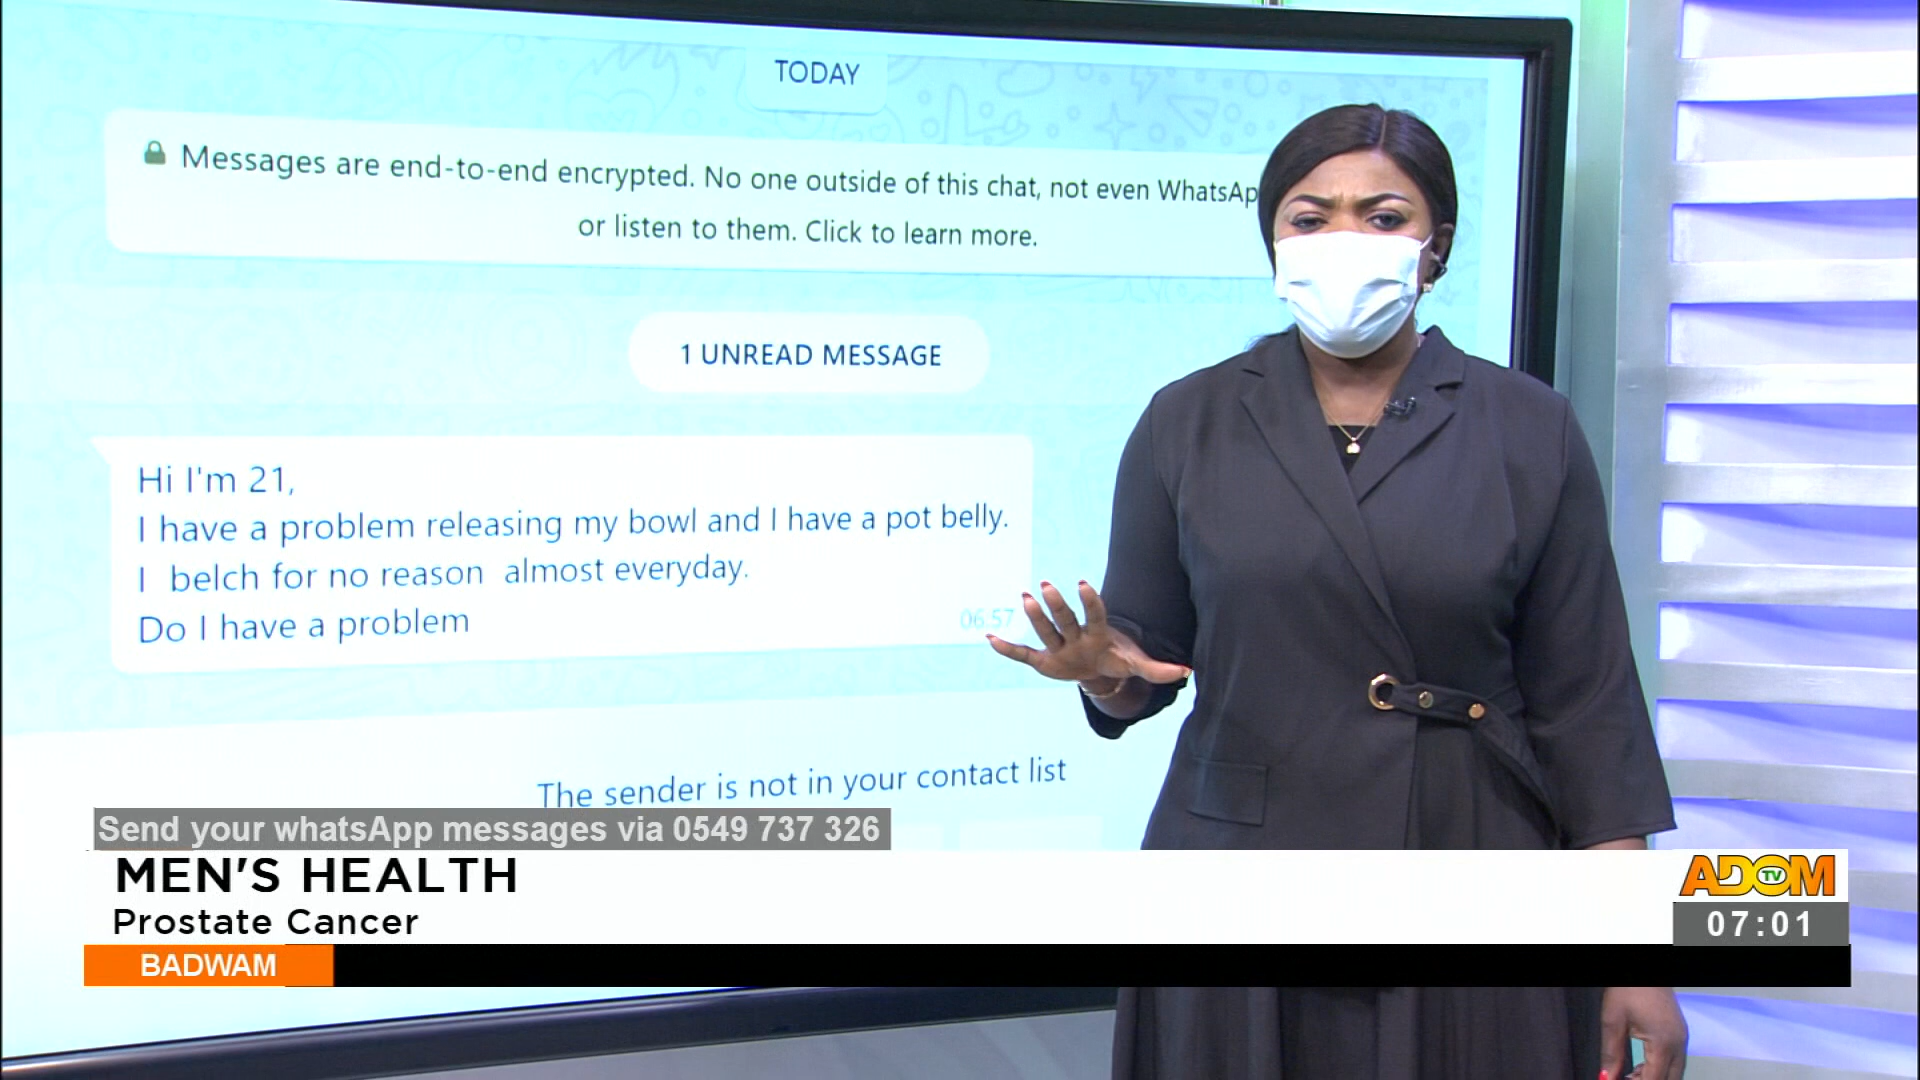 TODAY
Messages are end-to-end encrypted. No one outside of this chat, not even WhatsAp
or listen to them. Click to learn more.
1 UNREAD MESSAGE
Hi I'm 21,
I have a problem releasing my bowl and I have a pot belly.
I belch for no reason almost everyday.
Do I have a problem
06:57
The sender is not in your contact list
Send your whatsApp messages via 0549 737 326
MEN'S HEALTH
Prostate Cancer
BADWAM
ADOM TV
07:01